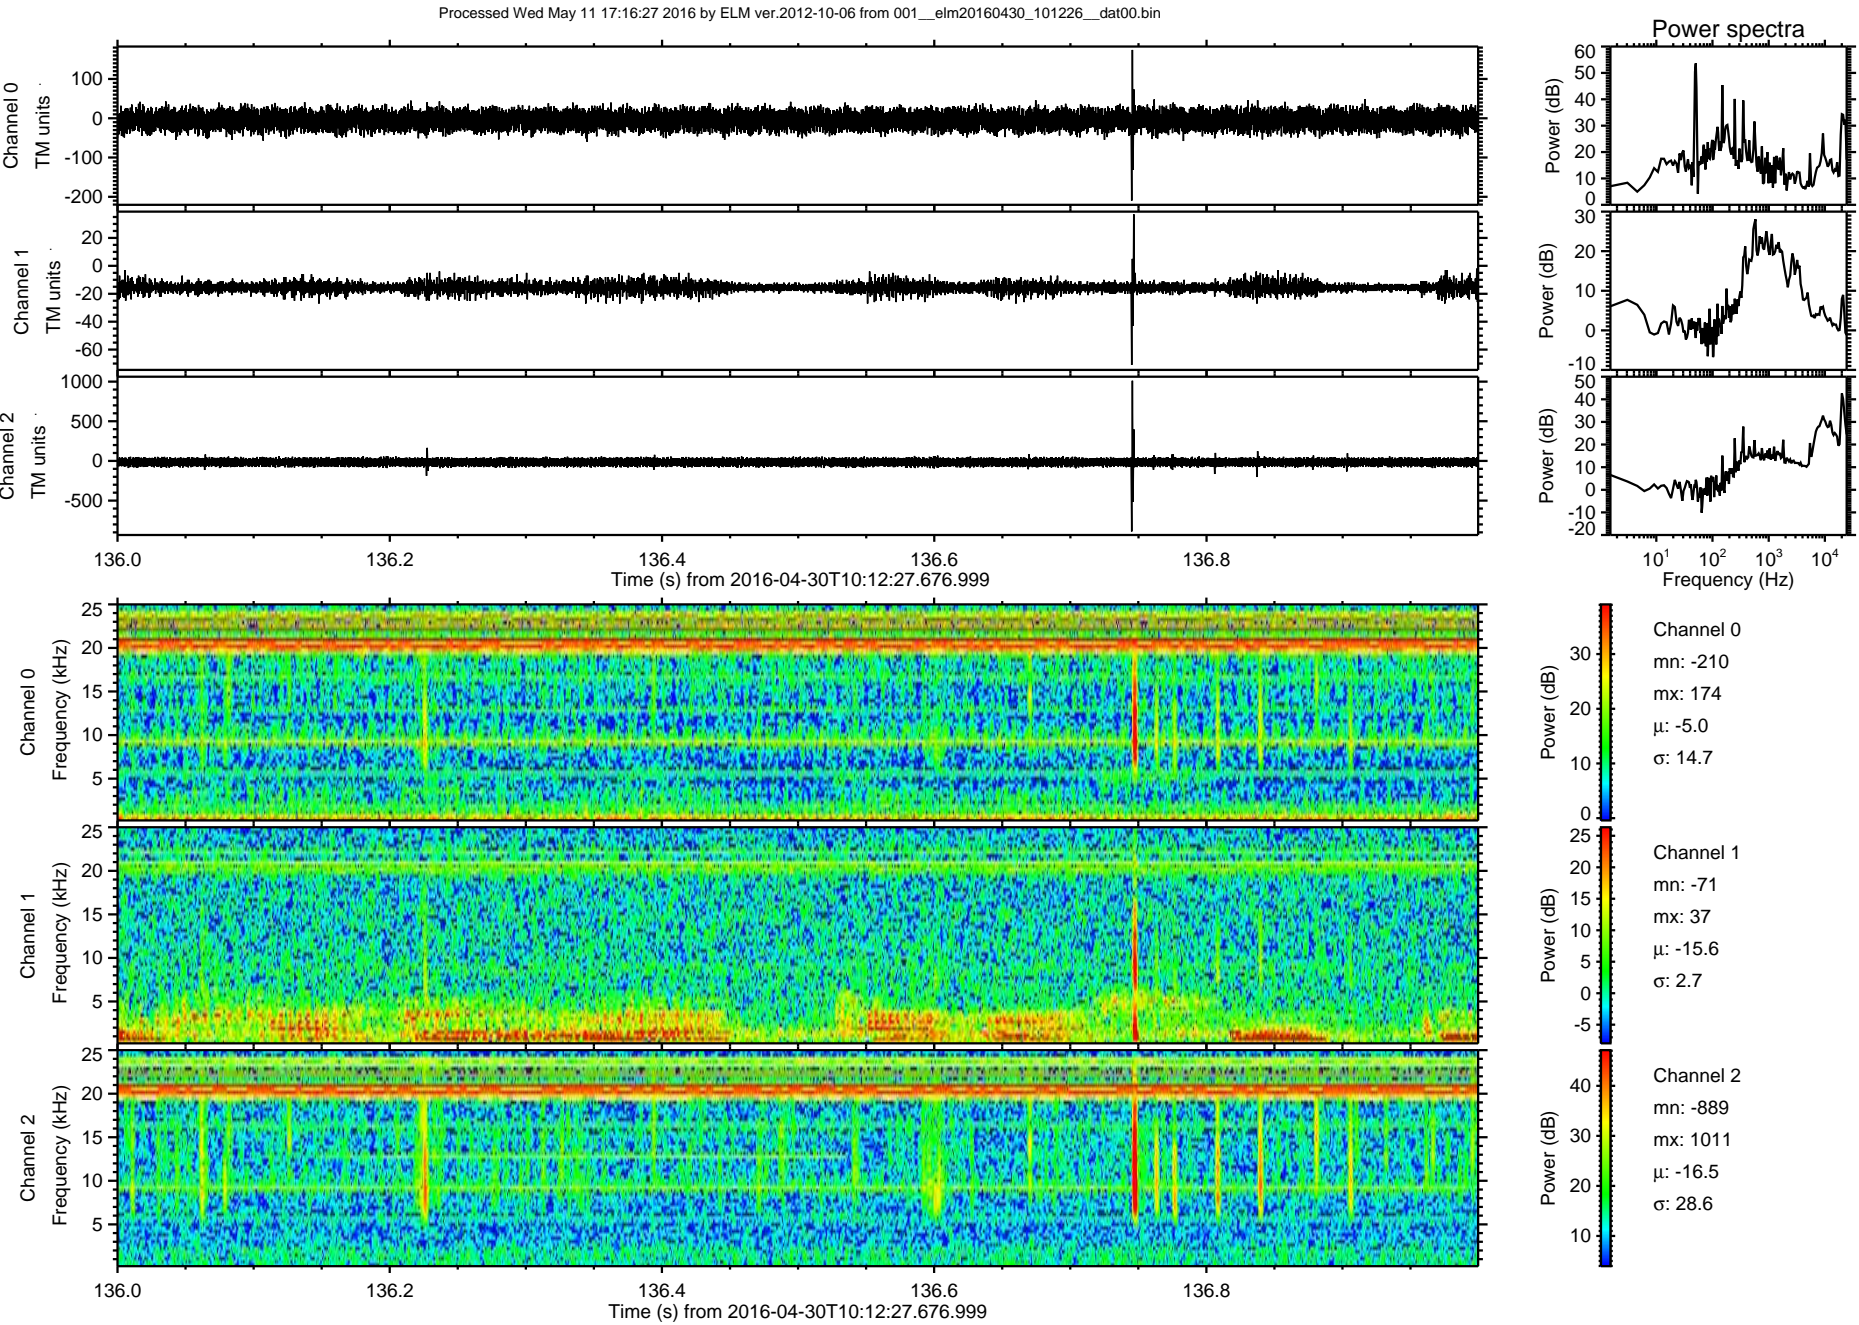 Processed Wed May 11 17:16:27 2016 by ELM ver.2012-10-06 from 001__elm20160430_101226__dat00.bin
Power spectra
Channel 0
TM units
100
0
-100
-200
Power (dB)
60
50
40
30
20
10
0
Channel 1
TM units
20
0
-20
-40
-60
Power (dB)
30
20
10
0
-10
Channel 2
TM units
1000
500
0
-500
Power (dB)
50
40
30
20
10
0
-10
-20
136.0 136.2 136.4 136.6 136.8
Time (s) from 2016-04-30T10:12:27.676.999
10¹ 10² 10³ 10⁴
Frequency (Hz)
Channel 0
Frequency (kHz)
25
20
15
10
5
Power (dB)
30
20
10
0
Channel 0
mn: -210
mx: 174
μ: -5.0
σ: 14.7
Channel 1
Frequency (kHz)
25
20
15
10
5
Power (dB)
25
20
15
10
5
0
-5
Channel 1
mn: -71
mx: 37
μ: -15.6
σ: 2.7
Channel 2
Frequency (kHz)
25
20
15
10
5
Power (dB)
40
30
20
10
Channel 2
mn: -889
mx: 1011
μ: -16.5
σ: 28.6
136.0 136.2 136.4 136.6 136.8
Time (s) from 2016-04-30T10:12:27.676.999